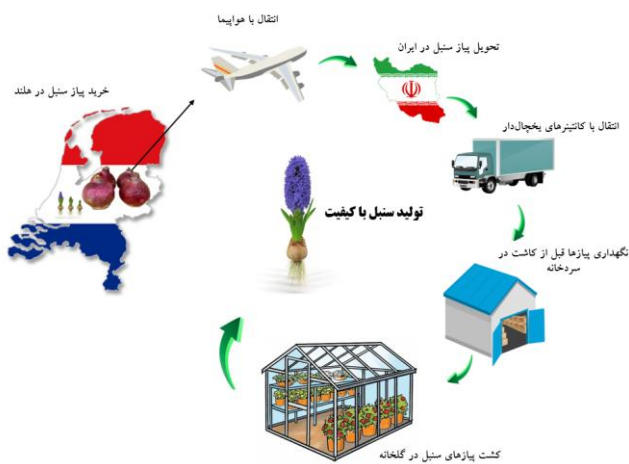 خرید پیاز سنبل در هلند
انتقال با هواپیما
تحویل پیاز سنبل در ایران
انتقال با کانتینرهای یخچال‌دار
نگهداری پیازها قبل از کاشت در
سردخانه
کشت پیازهای سنبل در گلخانه
تولید سنبل با کیفیت